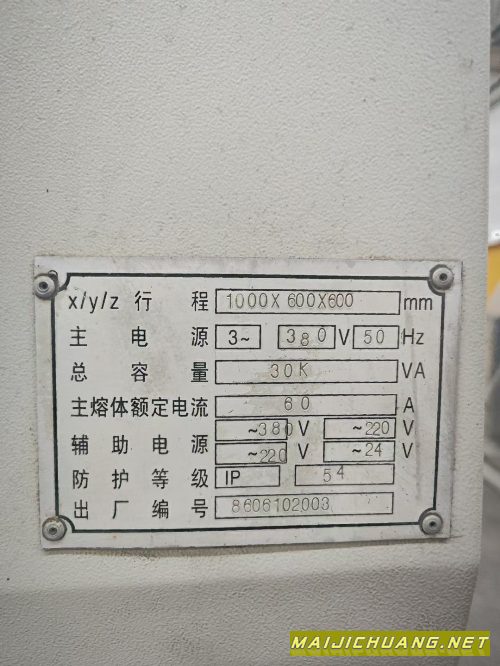 x/y/z 行 程 1000X 600X600 mm
主 电 源 3~ 380 V 50 Hz
总 容 量 30K VA
主熔体额定电流 60 A
辅 助 电 源 ~380 V ~220 V
~220 V ~24 V
防 护 等 级 IP 54
出 厂 编 号 8606102003
MAIJICHUANG.NET